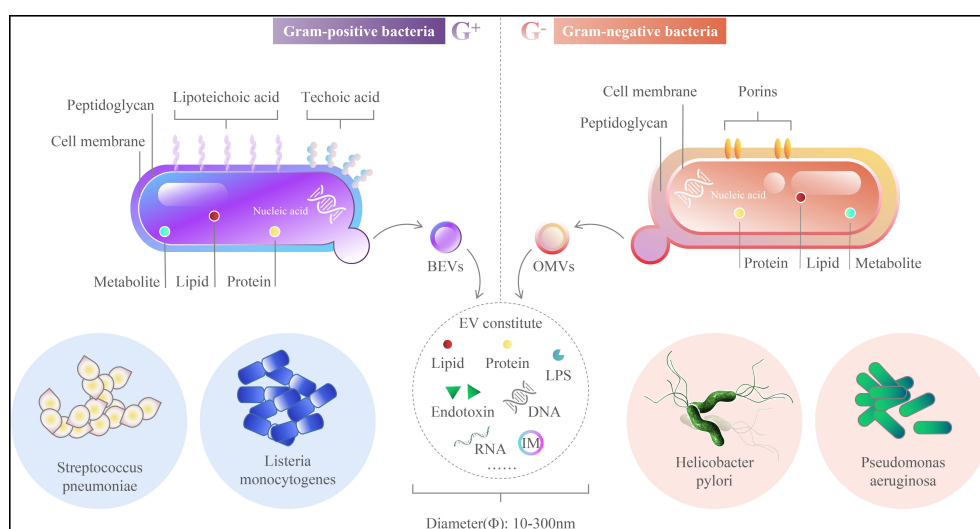 Gram-positive bacteria G+
G- Gram-negative bacteria
Peptidoglycan
Lipoteichoic acid
Techoic acid
Cell membrane
Nucleic acid
Metabolite
Lipid
Protein
BEVs
Cell membrane
Porins
Peptidoglycan
Nucleic acid
OMVs
Protein
Lipid
Metabolite
EV constitute
Lipid
Protein
LPS
Endotoxin
DNA
RNA
IM
......
Diameter(Φ): 10-300nm
Streptococcus
pneumoniae
Listeria
monocytogenes
Helicobacter
pylori
Pseudomonas
aeruginosa